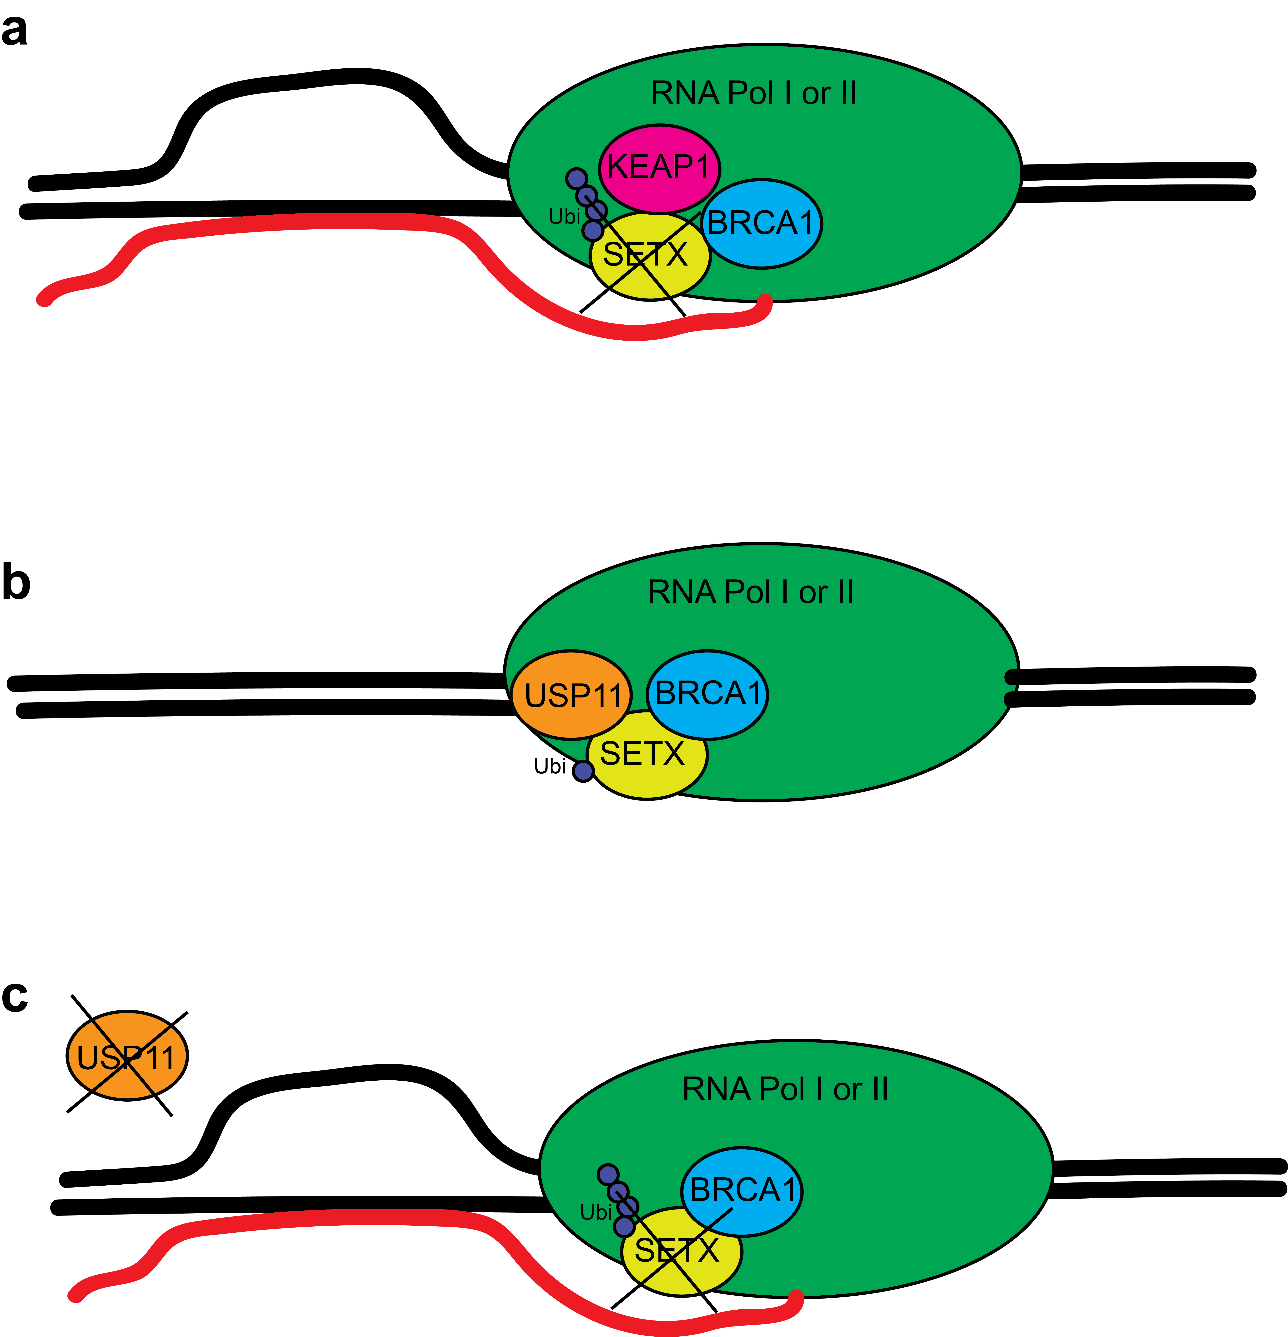 a
RNA Pol I or II
KEAP1
Ubi
BRCA1
SETX
b
RNA Pol I or II
USP11
BRCA1
SETX
Ubi
c
USP11
RNA Pol I or II
BRCA1
Ubi
SETX